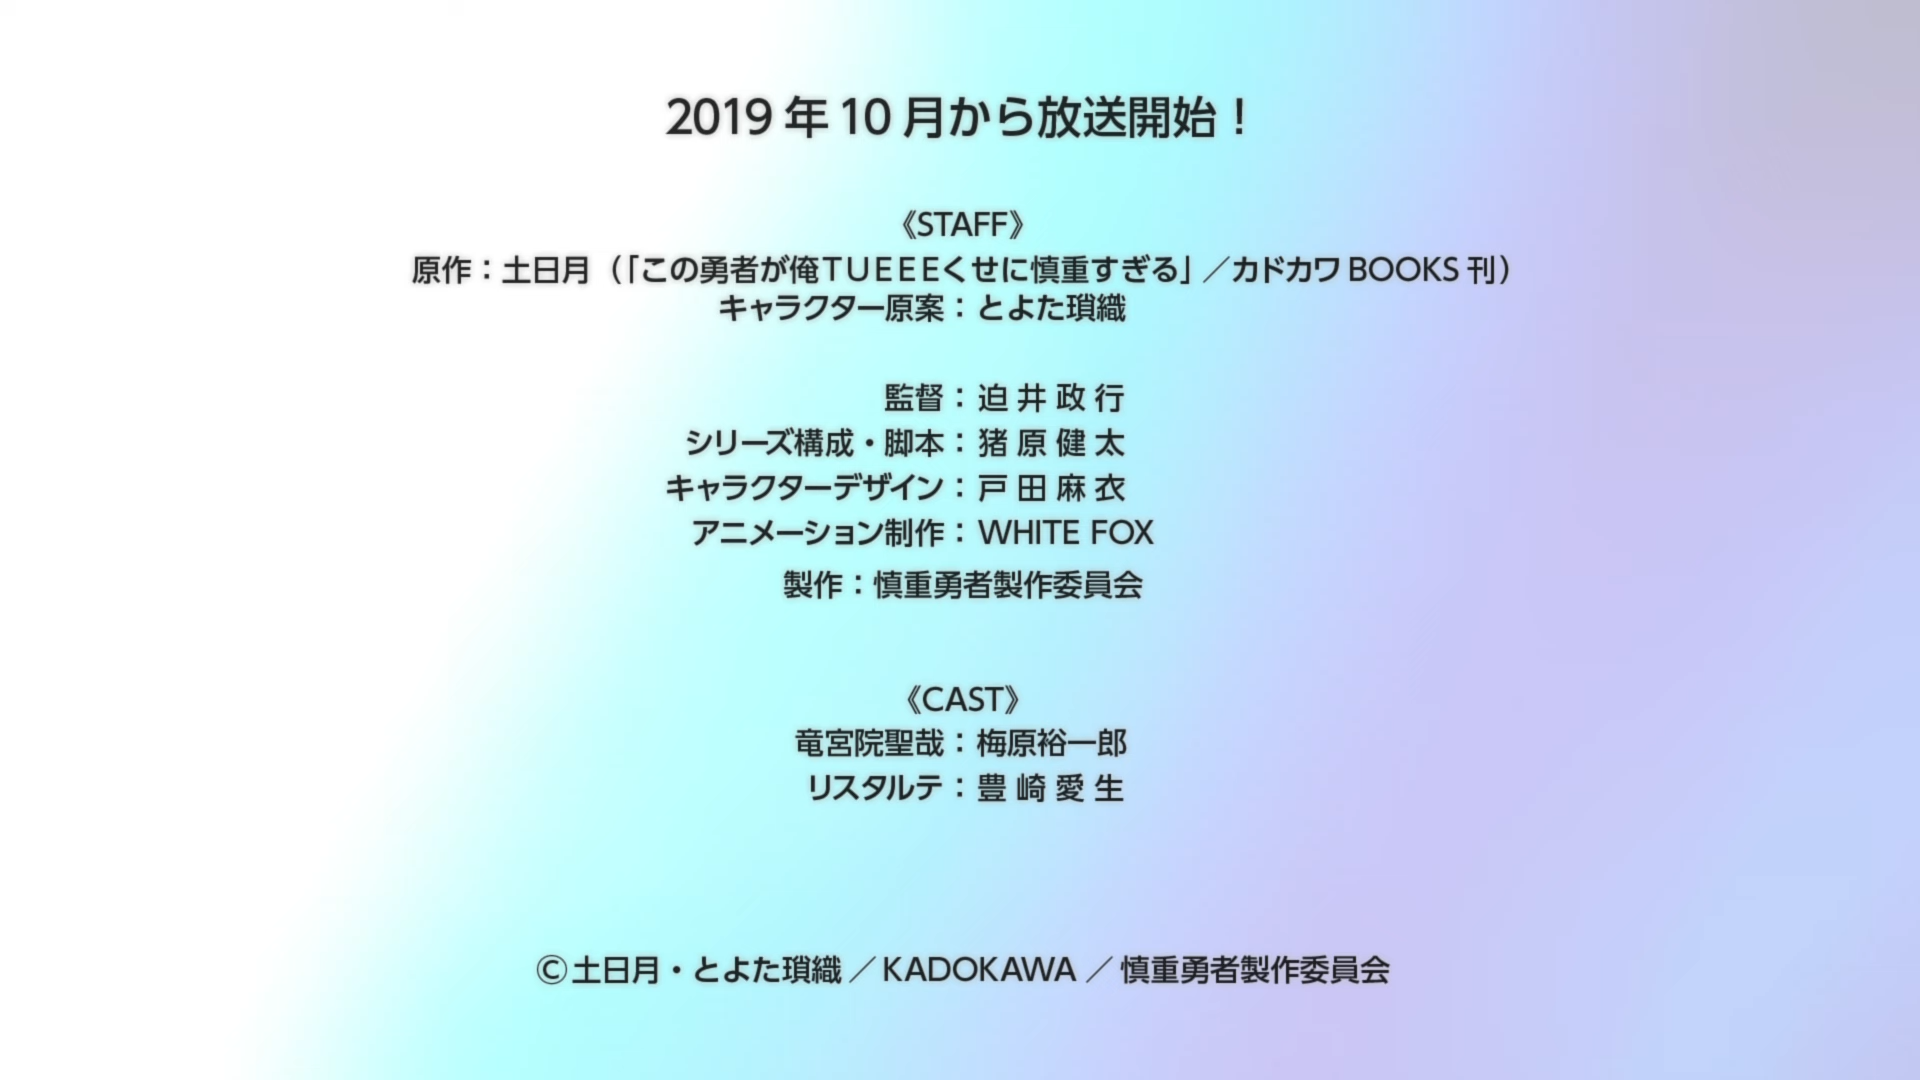 2019年10月から放送開始！
《STAFF》
原作：土日月（「この勇者が俺TUEEEくせに慎重すぎる」／カドカワBOOKS刊）
キャラクター原案：とよた瑣織
監督：迫井政行
シリーズ構成・脚本：猪原健太
キャラクターデザイン：戸田麻衣
アニメーション制作：WHITE FOX
製作：慎重勇者製作委員会
《CAST》
竜宮院聖哉：梅原裕一郎
リスタルテ：豊崎愛生
©土日月・とよた瑣織／KADOKAWA／慎重勇者製作委員会